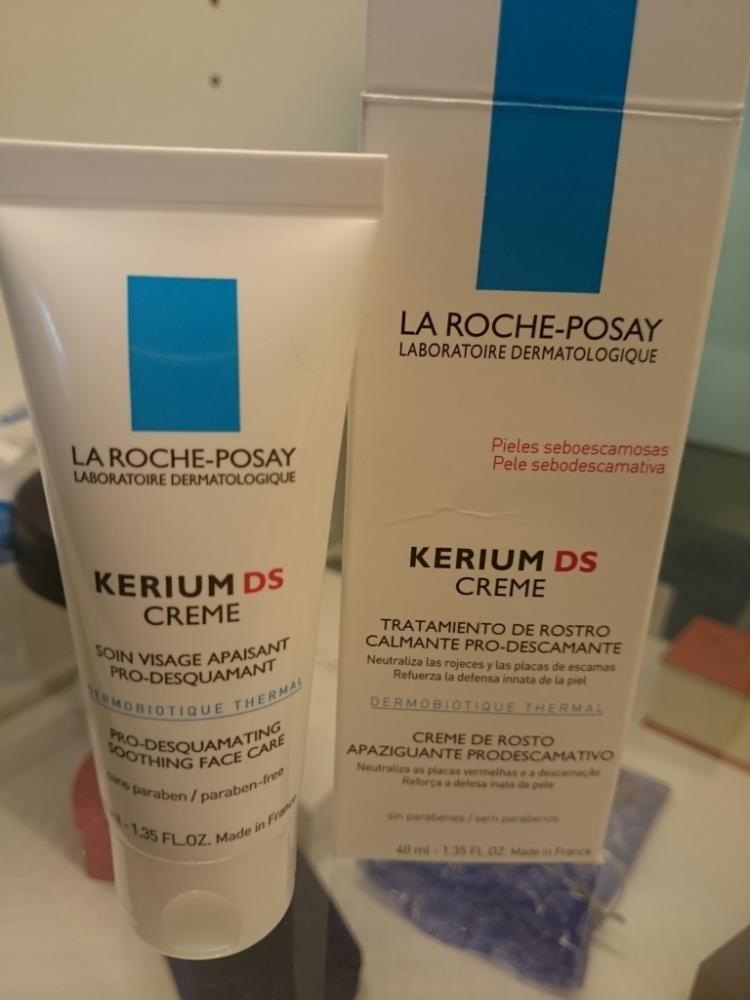 LA ROCHE-POSAY
LABORATOIRE DERMATOLOGIQUE
KERIUM DS
CREME
SOIN VISAGE APAISANT
PRO-DESQUAMANT
DERMOBIOTIQUE THERMAL
PRO-DESQUAMATING
SOOTHING FACE CARE
sans paraben / paraben-free
- 1.35 FL.OZ. Made in France
LA ROCHE-POSAY
LABORATOIRE DERMATOLOGIQUE
Pieles seboescamosas
Pele sebodescamativa
KERIUM DS
CREME
TRATAMIENTO DE ROSTRO
CALMANTE PRO-DESCAMANTE
Neutraliza las rojeces y las placas de escamas
Refuerza la defensa innata de la piel
DERMOBIOTIQUE THERMAL
CREME DE ROSTO
APAZIGUANTE PRODESCAMATIVO
Neutraliza as placas vermelhas e a descamação
Reforça a defesa inata da pele
sin parabenes / sem parabenos
40 ml - 1.35 FL.OZ. Made in France